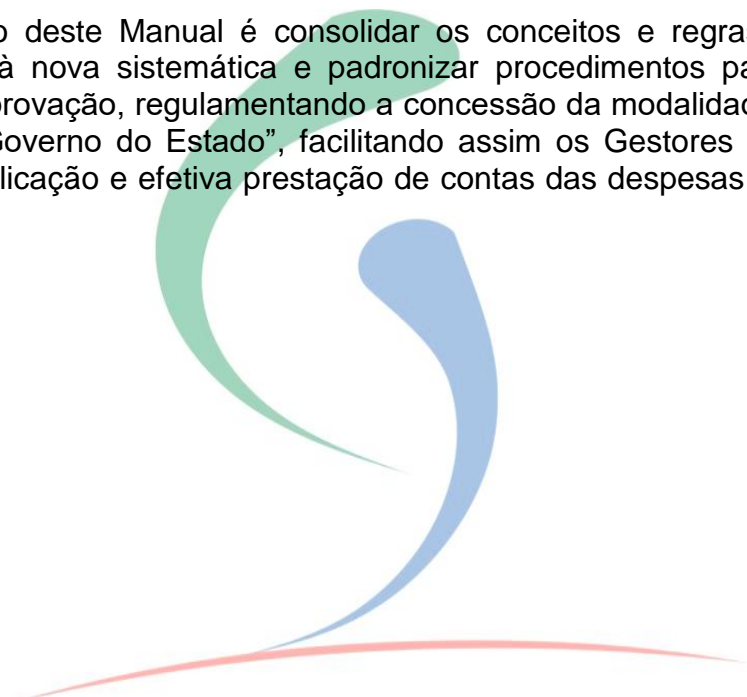 o deste Manual é consolidar os conceitos e regras
à nova sistemática e padronizar procedimentos pa
rovação, regulamentando a concessão da modalidad
Governo do Estado”, facilitando assim os Gestores
licação e efetiva prestação de contas das despesas